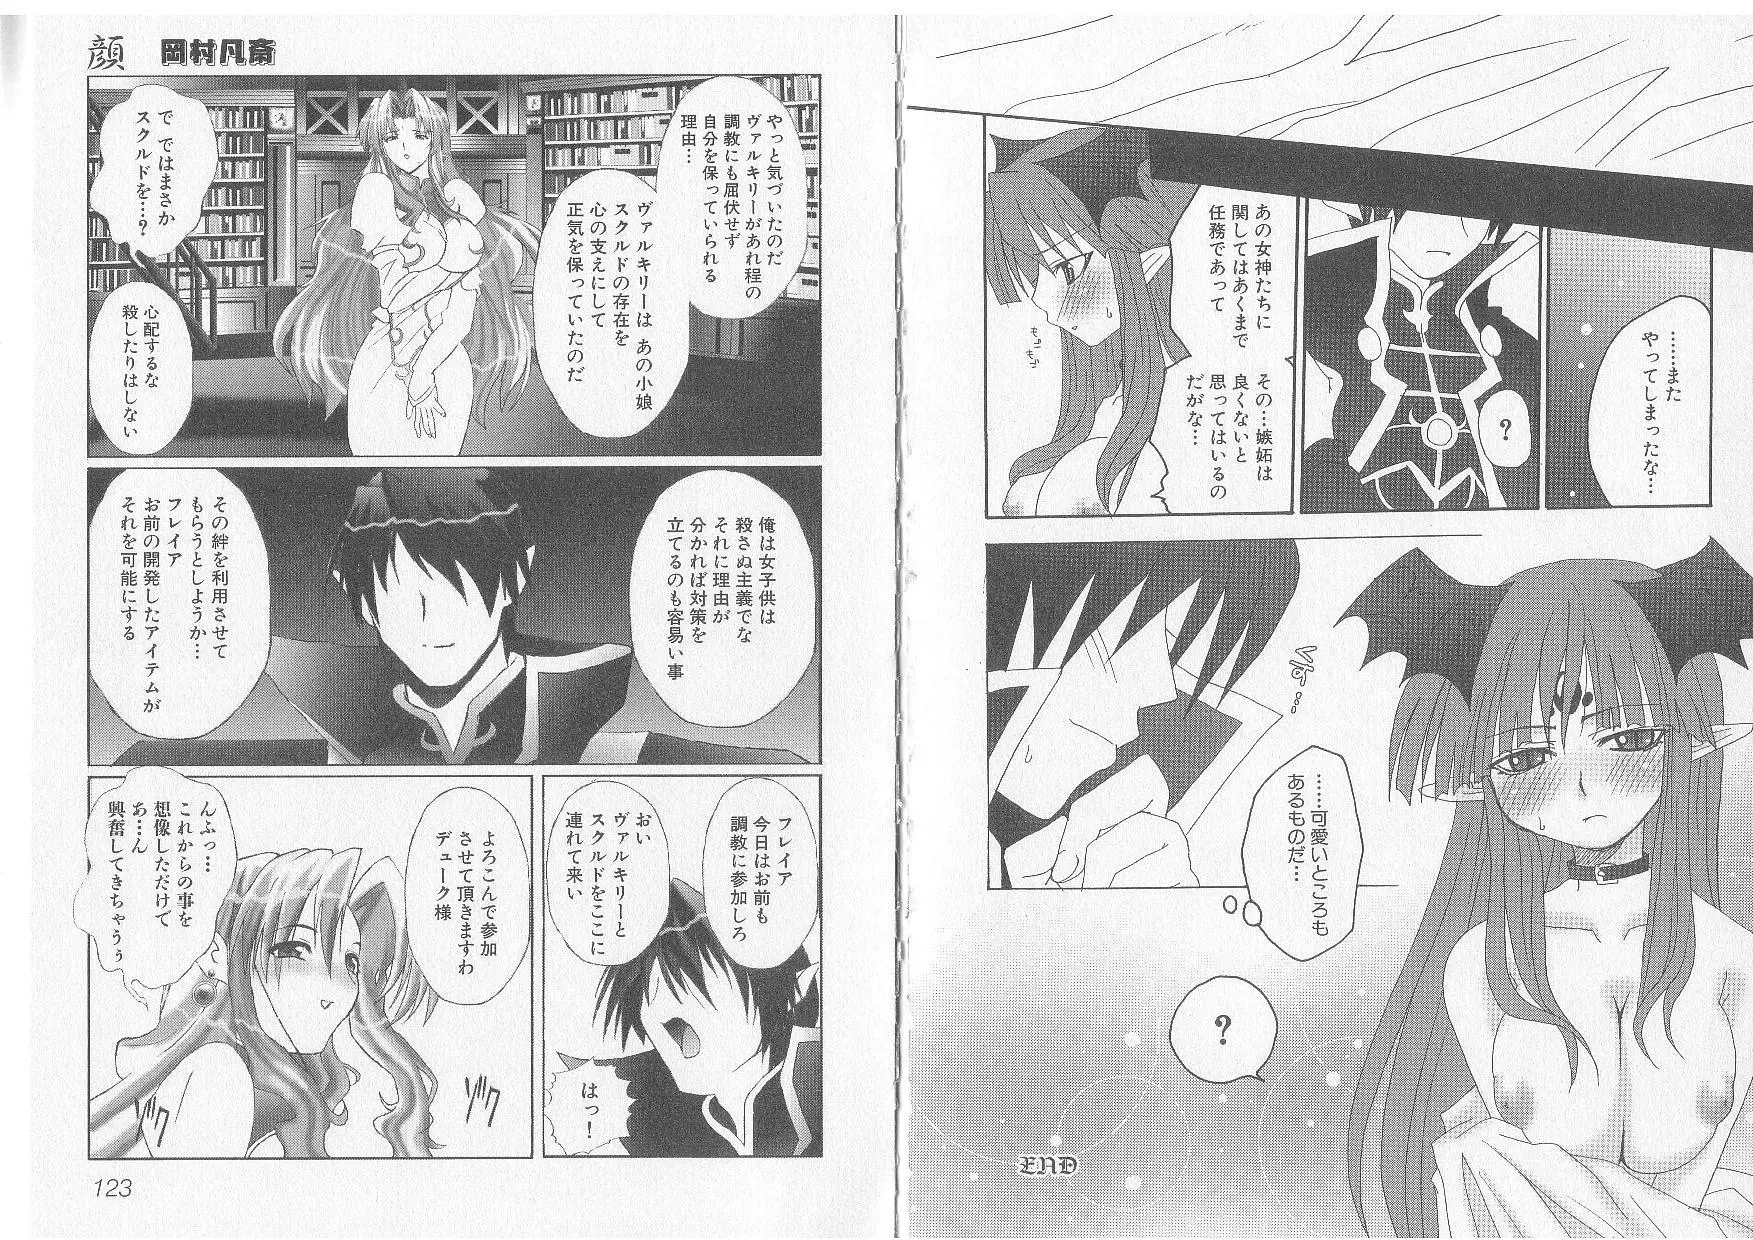 ……また
やってしまったな…
？
あの女神たちに
関してはあくまで
任務であって
その…嫉妬は
良くないと
思ってはいるの
だがな…
もごもご
くす…
……可愛いところも
あるものだ…
？
END
顔　岡村凡斎
やっと気づいたのだ
ヴァルキリーがあれ程の
調教にも屈伏せず
自分を保っていられる
理由…
ヴァルキリーは あの小娘
スクルドの存在を
心の支えにして
正気を保っていたのだ
で ではまさか
スクルドを…？
心配するな
殺したりはしない
俺は女子供は
殺さぬ主義でな
それに理由が
分かれば対策を
立てるのも容易い事
その絆を利用させて
もらうとしようか…
フレイア
お前の開発したアイテムが
それを可能にする
フレイア
今日はお前も
調教に参加しろ
おい
ヴァルキリーと
スクルドをここに
連れて来い
はっ！
よろこんで参加
させて頂きますわ
デューク様
んふっ…
これからの事を
想像しただけで
あ…ん
興奮してきちゃうぅ
ゾク
ゾク
123